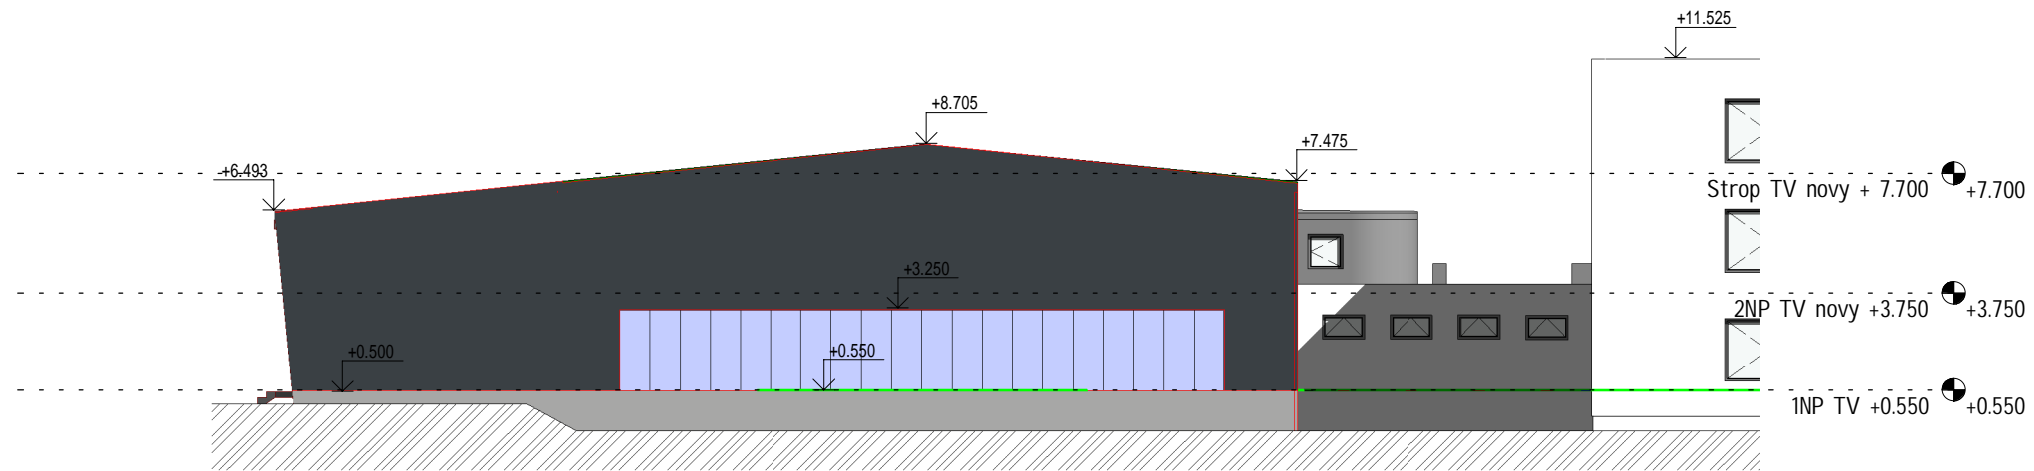 +11.525
+8.705
+7.475
+6.493
Strop TV novy + 7.700 +7.700
+3.250
2NP TV novy +3.750 +3.750
+0.500
+0.550
1NP TV +0.550 +0.550